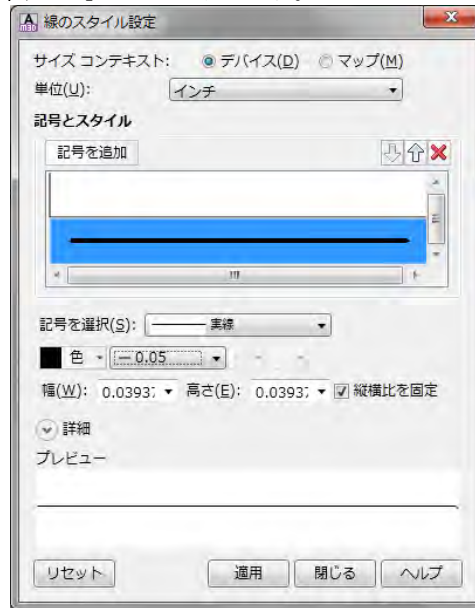 線のスタイル設定
サイズ コンテキスト: デバイス(D) マップ(M)
単位(U): インチ
記号とスタイル
記号を追加
記号を選択(S): 実線
色 0.05
幅(W): 0.03937 高さ(E): 0.03937 縦横比を固定
詳細
プレビュー
リセット 適用 閉じる ヘルプ